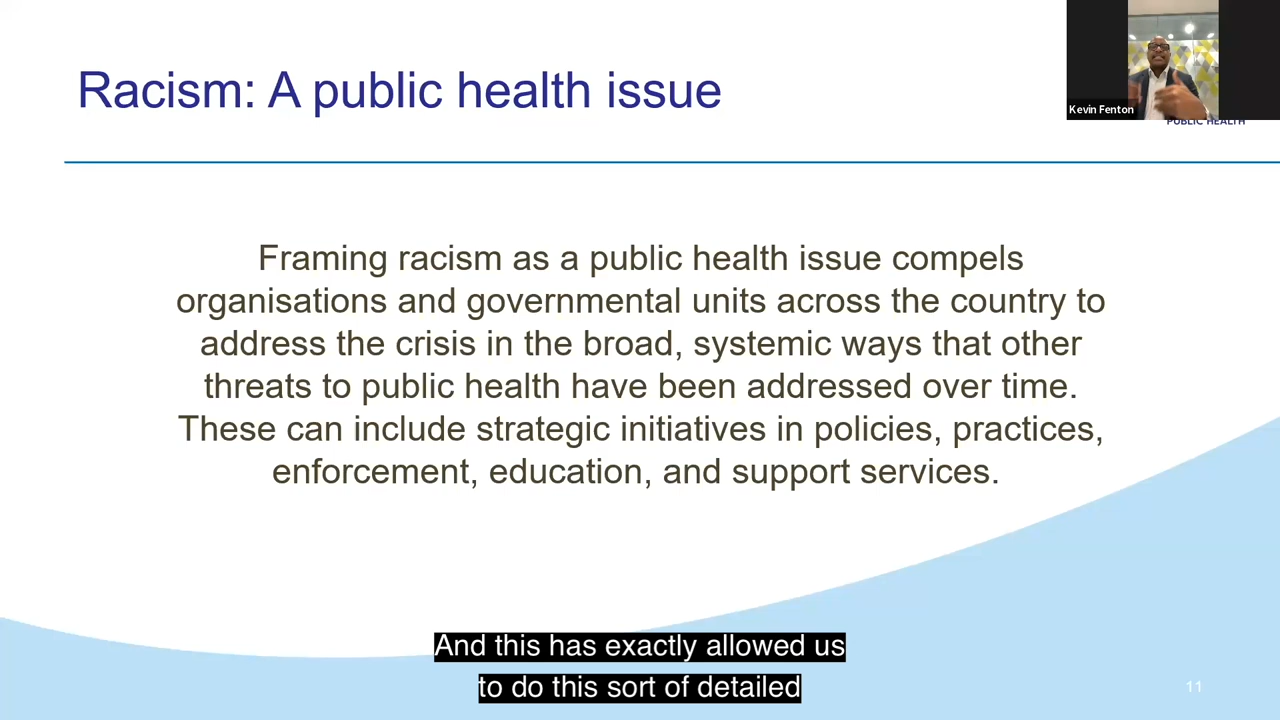 Racism: A public health issue
Kevin Fenton
PUBLIC HEALTH
Framing racism as a public health issue compels
organisations and governmental units across the country to
address the crisis in the broad, systemic ways that other
threats to public health have been addressed over time.
These can include strategic initiatives in policies, practices,
enforcement, education, and support services.
And this has exactly allowed us
to do this sort of detailed
11